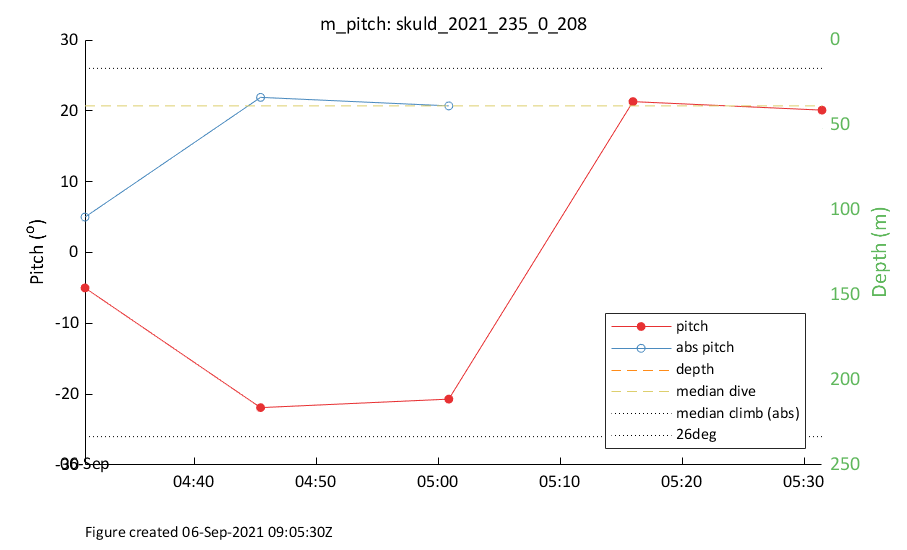 m_pitch: skuld_2021_235_0_208
30
20
10
0
-10
-20
-30
Pitch (º)
0
50
100
150
200
250
Depth (m)
pitch
abs pitch
depth
median dive
median climb (abs)
26deg
06-Sep
04:40 04:50 05:00 05:10 05:20 05:30
Figure created 06-Sep-2021 09:05:30Z